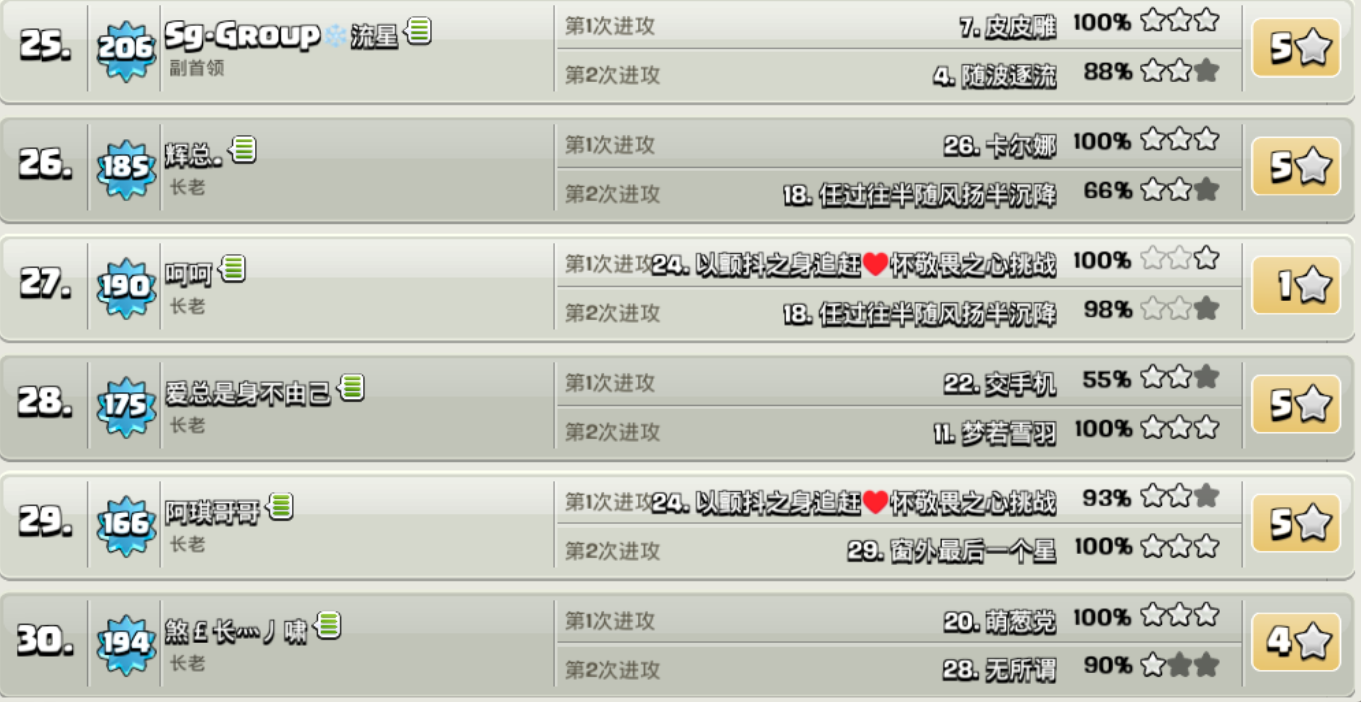 25. 206 Sg·Group❄流星 第1次进攻 7. 皮皮雕 100% 5
副首领 第2次进攻 4. 随波逐流 88%
26. 185 辉总。 第1次进攻 26. 卡尔娜 100% 5
长老 第2次进攻 18. 任过往半随风扬半沉降 66%
27. 190 呵呵 第1次进攻 24. 以颤抖之身追赶❤怀敬畏之心挑战 100% 1
长老 第2次进攻 18. 任过往半随风扬半沉降 98%
28. 175 爱总是身不由己 第1次进攻 22. 交手机 55% 5
长老 第2次进攻 11. 梦若雪羽 100%
29. 166 阿琪哥哥 第1次进攻 24. 以颤抖之身追赶❤怀敬畏之心挑战 93% 5
长老 第2次进攻 29. 窗外最后一个星 100%
30. 194 煞£长灬丿啸 第1次进攻 20. 萌葱党 100% 4
长老 第2次进攻 28. 无所谓 90%